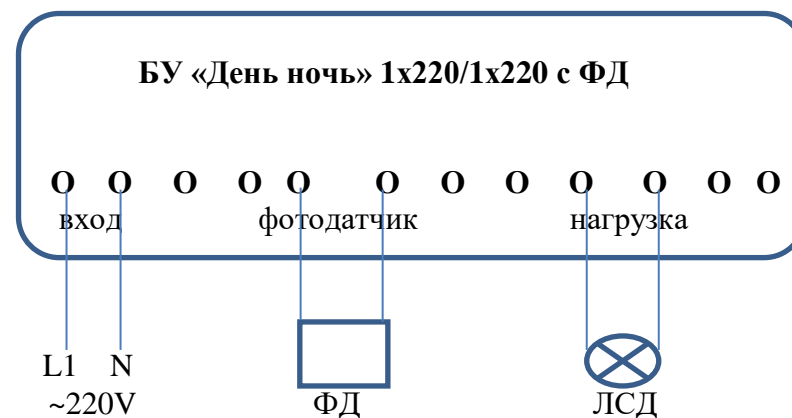 БУ «День ночь» 1х220/1х220 с ФД
О О О О О О О О О О О О
вход фотодатчик нагрузка
L1 N
~220V ФД ЛСД